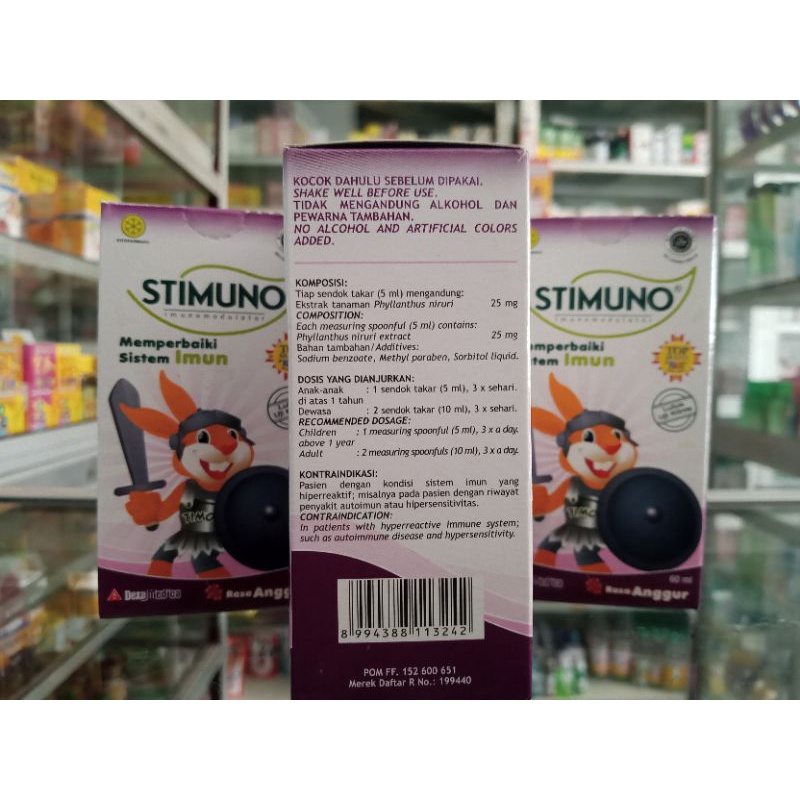 STIMUNO
imunomodulator
Memperbaiki
Sistem Imun
TIMO
Rasa Angg
KOCOK DAHULU SEBELUM DIPAKAI.
SHAKE WELL BEFORE USE.
TIDAK MENGANDUNG ALKOHOL DAN
PEWARNA TAMBAHAN.
NO ALCOHOL AND ARTIFICIAL COLORS
ADDED.
KOMPOSISI:
Tiap sendok takar (5 ml) mengandung:
Ekstrak tanaman Phyllanthus niruri 25 mg
COMPOSITION:
Each measuring spoonful (5 ml) contains:
Phyllanthus niruri extract 25 mg
Bahan tambahan/Additives:
Sodium benzoate, Methyl paraben, Sorbitol liquid.
DOSIS YANG DIANJURKAN:
Anak-anak : 1 sendok takar (5 ml), 3 x sehari.
di atas 1 tahun
Dewasa : 2 sendok takar (10 ml), 3 x sehari.
RECOMMENDED DOSAGE:
Children : 1 measuring spoonful (5 ml), 3 x a day.
above 1 year
Adult : 2 measuring spoonfuls (10 ml), 3 x a day.
KONTRAINDIKASI:
Pasien dengan kondisi sistem imun yang
hiperreaktif; misalnya pada pasien dengan riwayat
penyakit autoimun atau hipersensitivitas.
CONTRAINDICATION:
In patients with hyperreactive immune system;
such as autoimmune disease and hypersensitivity.
8 994388 113242
POM FF. 152 600 651
Merek Daftar R No.: 199440
STIMUNO®
imunomodulator
emperbaiki
tem Imun
TOP
TIMO
60 ml
Rasa Anggur